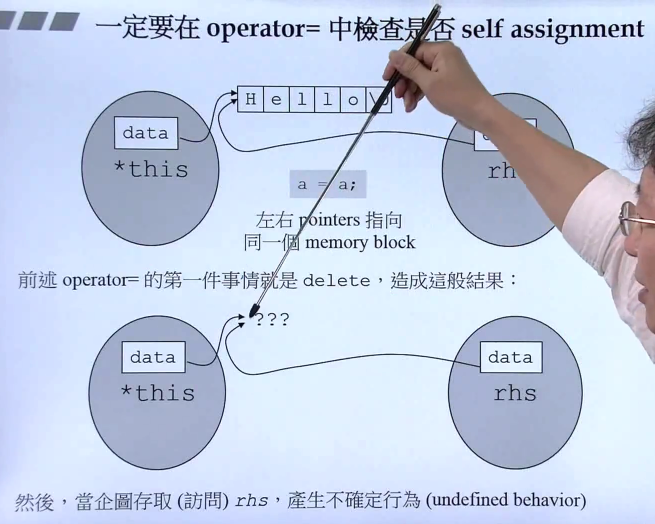 一定要在 operator= 中檢查是否 self assignment
H e l l o \
data
*this
rh
a = a;
左右 pointers 指向
同一個 memory block
前述 operator= 的第一件事情就是 delete，造成這般結果：
???
data
*this
data
rhs
然後，當企圖存取 (訪問) rhs，產生不確定行為 (undefined behavior)